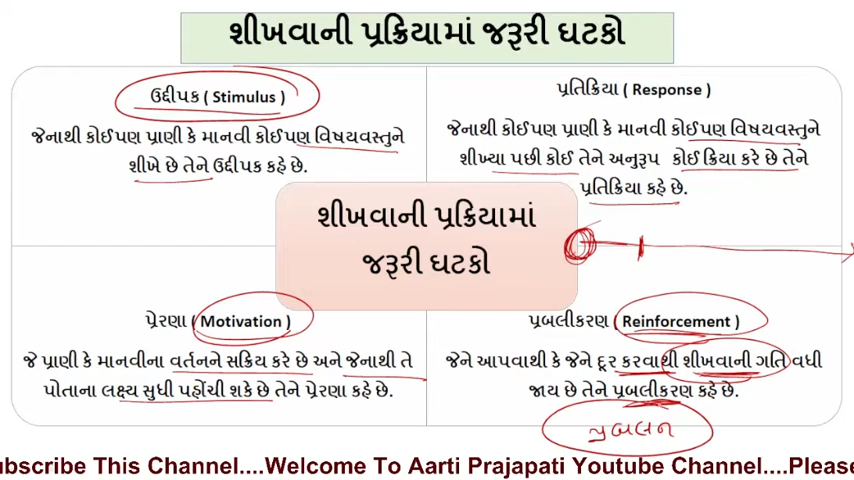 શીખવાની પ્રક્રિયામાં જરૂરી ઘટકો
ઉદ્દીપક ( Stimulus )
જેનાથી કોઈપણ પ્રાણી કે માનવી કોઈપણ વિષયવસ્તુને
શીખે છે તેને ઉદ્દીપક કહે છે.
પ્રતિક્રિયા ( Response )
જેનાથી કોઈપણ પ્રાણી કે માનવી કોઈપણ વિષયવસ્તુને
શીખ્યા પછી કોઈ તેને અનુરૂપ કોઈ ક્રિયા કરે છે તેને
પ્રતિક્રિયા કહે છે.
શીખવાની પ્રક્રિયામાં
જરૂરી ઘટકો
પ્રેરણા ( Motivation )
જે પ્રાણી કે માનવીના વર્તનને સક્રિય કરે છે અને જેનાથી તે
પોતાના લક્ષ્ય સુધી પહોંચી શકે છે તેને પ્રેરણા કહે છે.
પ્રબલીકરણ ( Reinforcement )
જેને આપવાથી કે જેને દૂર કરવાથી શીખવાની ગતિ વધી
જાય છે તેને પ્રબલીકરણ કહે છે.
પ્રબલન
ubscribe This Channel....Welcome To Aarti Prajapati Youtube Channel....Please